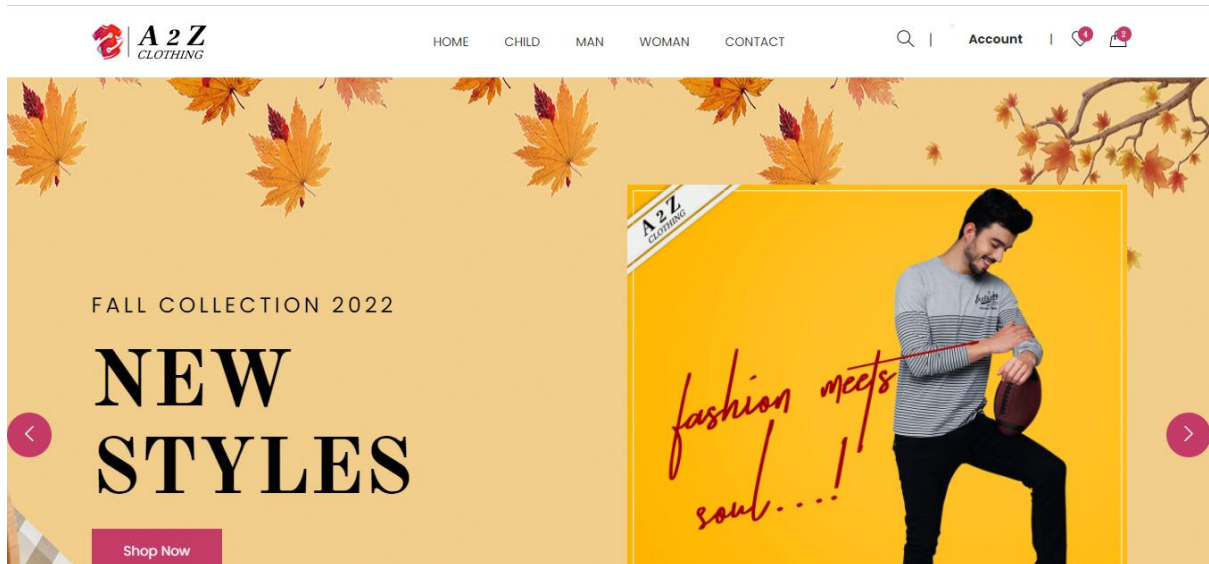 A 2 Z
CLOTHING
HOME CHILD MAN WOMAN CONTACT
| Account | 4 2
A 2 Z
CLOTHING
FALL COLLECTION 2022
NEW
STYLES
fashion meets
soul....!
Shop Now